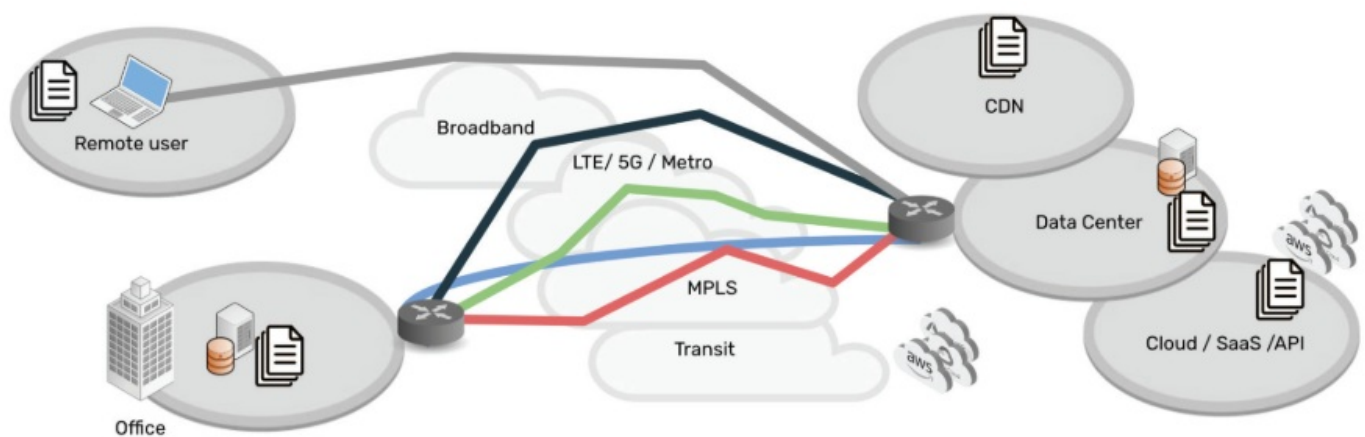 CDN
Broadband
Remote user
LTE/ 5G / Metro
Data Center
aws
MPLS
Transit
aws
Cloud / SaaS /API
Office